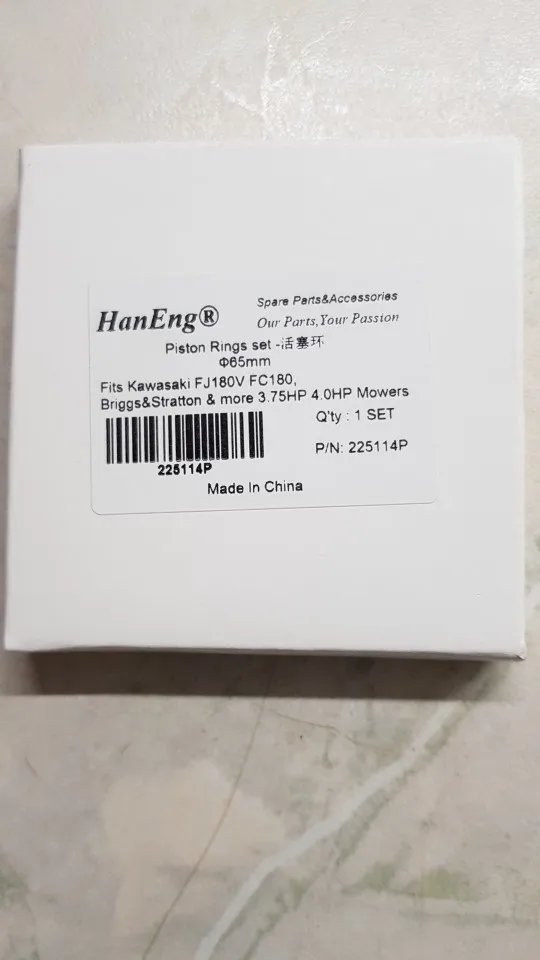 HanEng®
Spare Parts&Accessories
Our Parts,Your Passion
Piston Rings set -活塞环
Φ65mm
Fits Kawasaki FJ180V FC180,
Briggs&Stratton & more 3.75HP 4.0HP Mowers
Q'ty : 1 SET
225114P
P/N: 225114P
Made In China